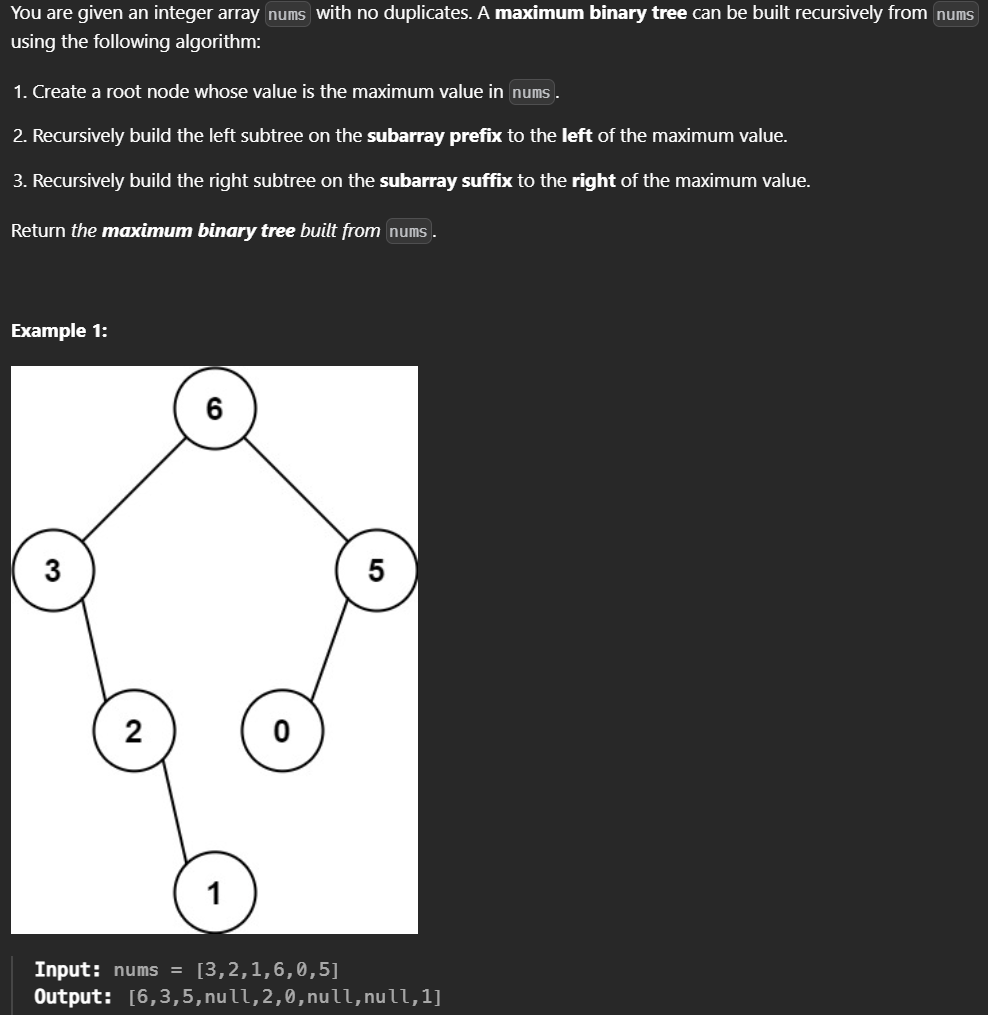 You are given an integer array nums with no duplicates. A maximum binary tree can be built recursively from nums
using the following algorithm:
1. Create a root node whose value is the maximum value in nums.
2. Recursively build the left subtree on the subarray prefix to the left of the maximum value.
3. Recursively build the right subtree on the subarray suffix to the right of the maximum value.
Return the maximum binary tree built from nums.
Example 1:
6
3 5
2 0
1
Input: nums = [3,2,1,6,0,5]
Output: [6,3,5,null,2,0,null,null,1]